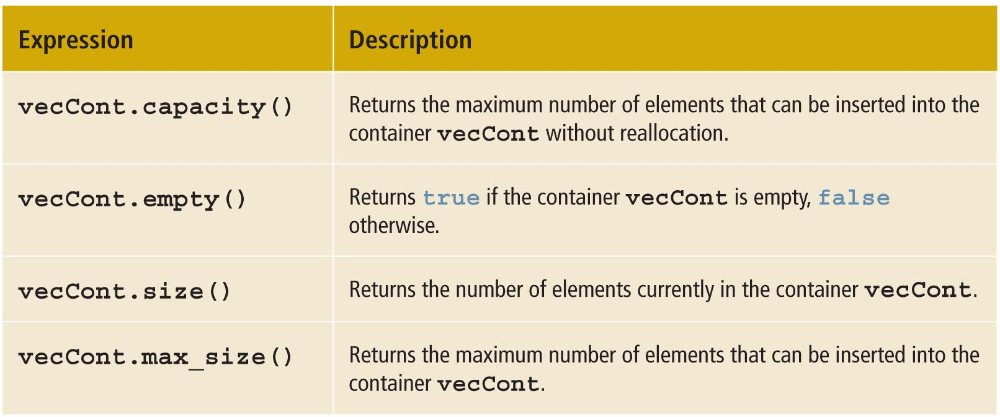 Expression Description
vecCont.capacity() Returns the maximum number of elements that can be inserted into the
container vecCont without reallocation.
vecCont.empty() Returns true if the container vecCont is empty, false
otherwise.
vecCont.size() Returns the number of elements currently in the container vecCont.
vecCont.max_size() Returns the maximum number of elements that can be inserted into the
container vecCont.